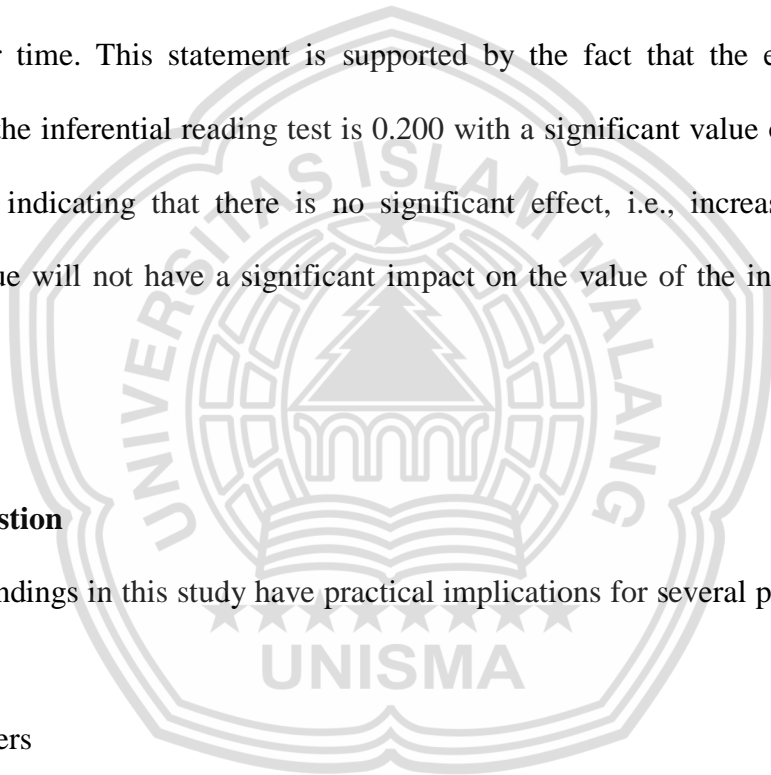 time. This statement is supported by the fact that the
the inferential reading test is 0.200 with a significant value
indicating that there is no significant effect, i.e., increas
ue will not have a significant impact on the value of the in
stion
ndings in this study have practical implications for several p
ers
UNIVERSITAS ISLAM MALANG
UNISMA